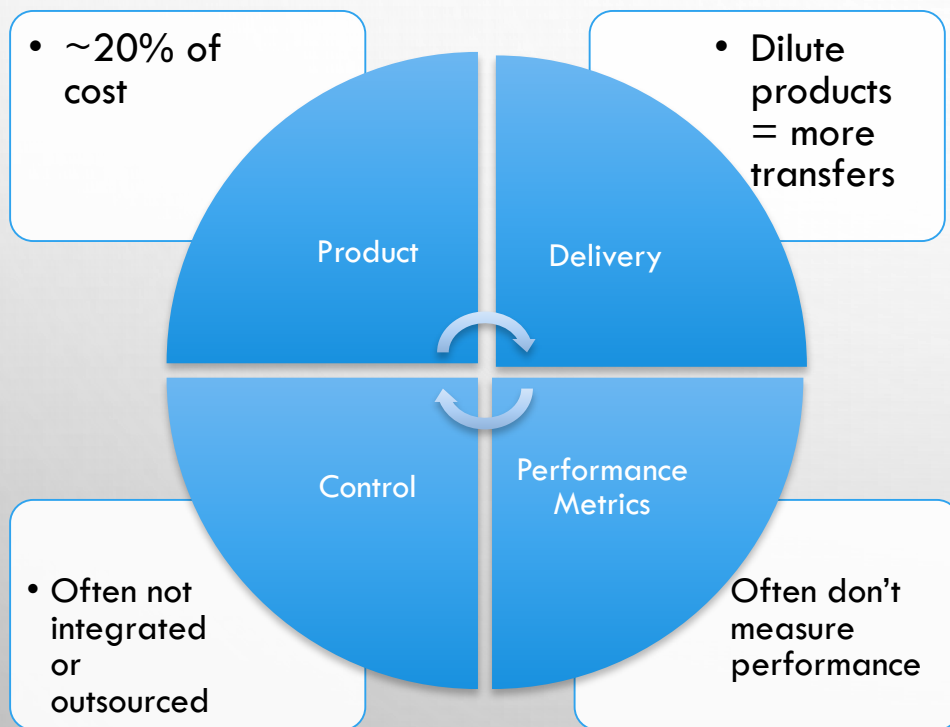 • ~20% of
cost
• Dilute
products
= more
transfers
Product
Delivery
Control
Performance
Metrics
• Often not
integrated
or
outsourced
Often don’t
measure
performance